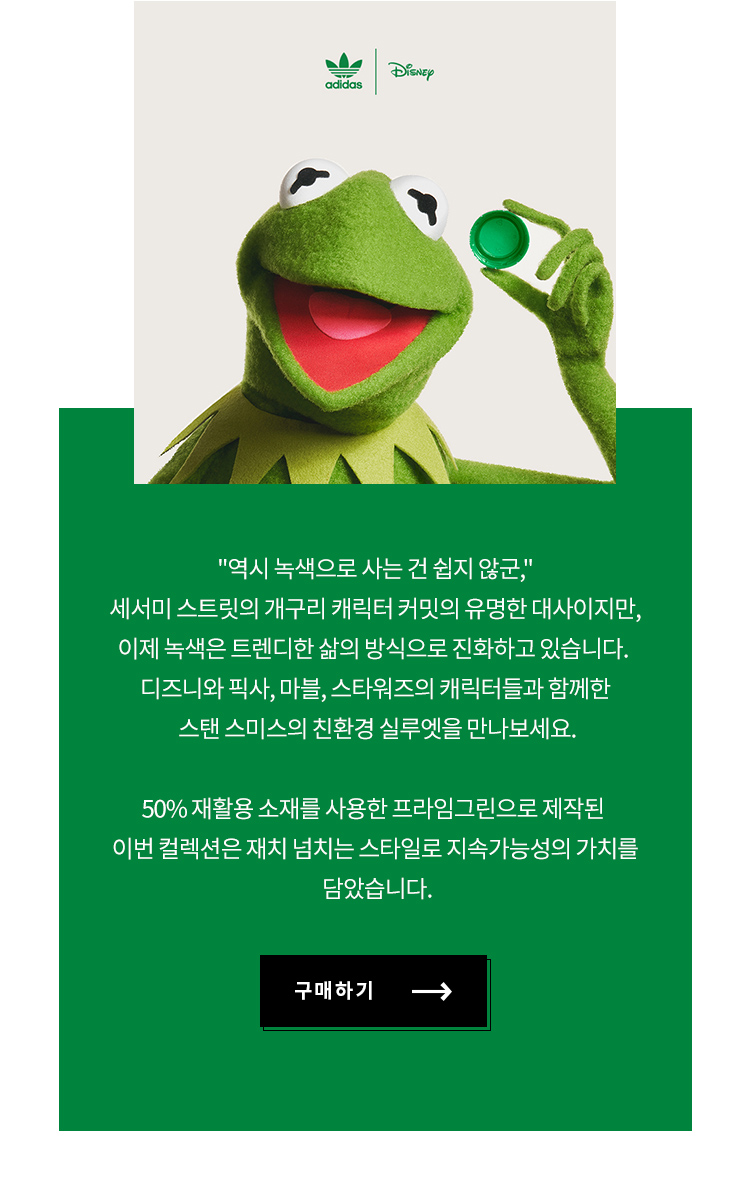 adidas
Disney
"역시 녹색으로 사는 건 쉽지 않군,"
세서미 스트릿의 개구리 캐릭터 커밋의 유명한 대사이지만,
이제 녹색은 트렌디한 삶의 방식으로 진화하고 있습니다.
디즈니와 픽사, 마블, 스타워즈의 캐릭터들과 함께한
스탠 스미스의 친환경 실루엣을 만나보세요.
50% 재활용 소재를 사용한 프라임그린으로 제작된
이번 컬렉션은 재치 넘치는 스타일로 지속가능성의 가치를
담았습니다.
구매하기